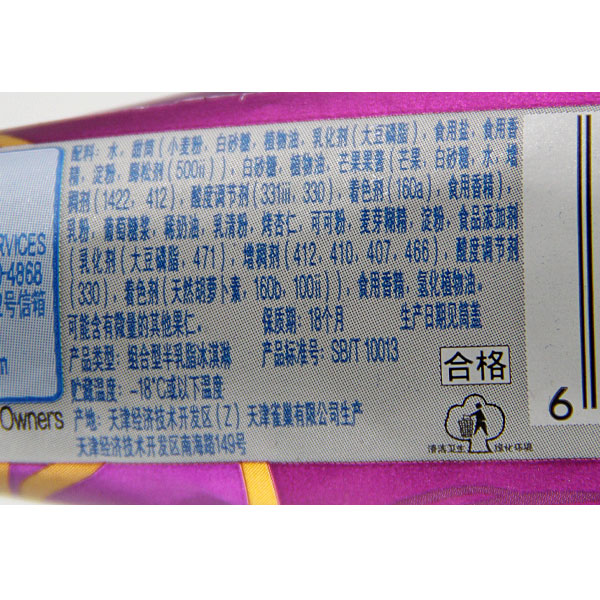 配料: 水, 甜筒(小麦粉, 白砂糖, 植物油, 乳化剂(大豆磷脂), 食用盐, 食用香
精, 淀粉, 膨松剂(500ii)), 白砂糖, 植物油, 芒果果酱(芒果, 白砂糖, 水, 增
稠剂(1422, 412), 酸度调节剂(331iii, 330), 着色剂(160a), 食用香精),
乳粉, 葡萄糖浆, 稀奶油, 乳清粉, 烤杏仁, 可可粉, 麦芽糊精, 淀粉, 食品添加剂
(乳化剂(大豆磷脂, 471), 增稠剂(412, 410, 407, 466), 酸度调节剂
(330), 着色剂(天然胡萝卜素, 160b, 100ii)), 食用香精, 氢化植物油。
可能含有微量的其他果仁。 保质期: 18个月 生产日期见筒盖
产品类型: 组合型半乳脂冰淇淋 产品标准号: SB/T 10013
贮藏温度: -18°C或以下温度
产地: 天津经济技术开发区(Z) 天津雀巢有限公司生产
天津经济技术开发区南海路149号
合格
清洁卫生 绿化环境
RVICES
0-4868
号信箱
m
Owners
6